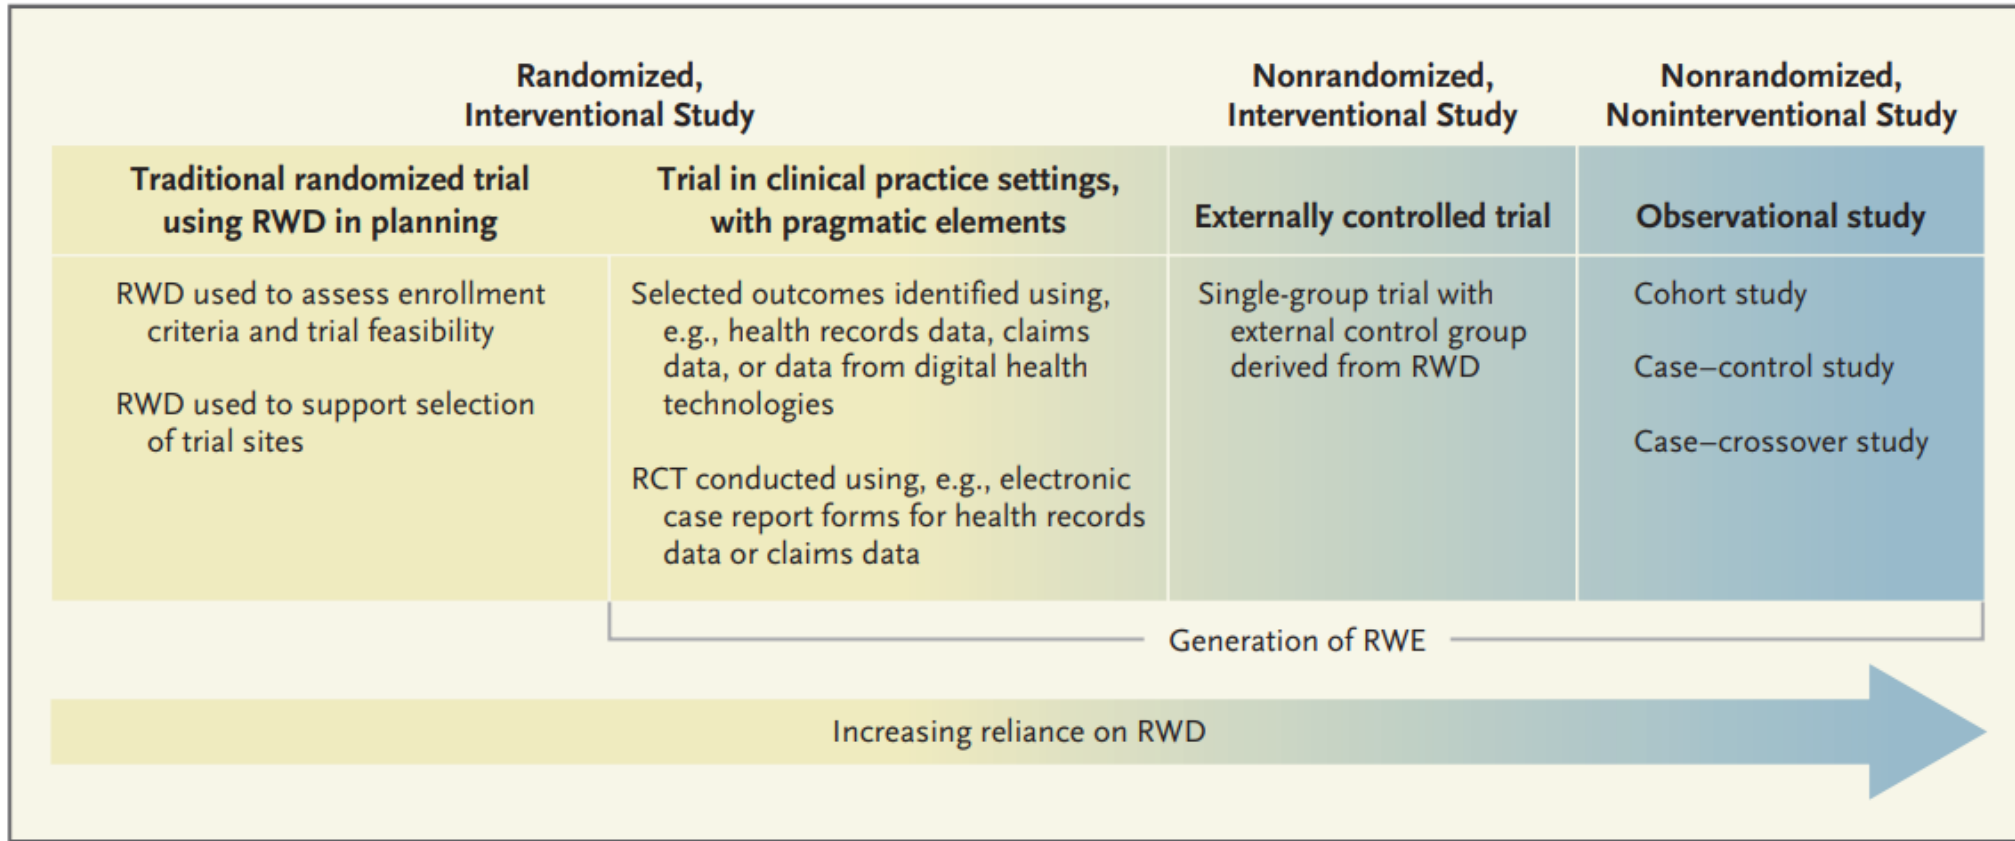 Randomized,
Interventional Study
Nonrandomized,
Interventional Study
Nonrandomized,
Noninterventional Study
Traditional randomized trial
using RWD in planning
Trial in clinical practice settings,
with pragmatic elements
Externally controlled trial
Observational study
RWD used to assess enrollment
criteria and trial feasibility
RWD used to support selection
of trial sites
Selected outcomes identified using,
e.g., health records data, claims
data, or data from digital health
technologies
RCT conducted using, e.g., electronic
case report forms for health records
data or claims data
Single-group trial with
external control group
derived from RWD
Cohort study
Case–control study
Case–crossover study
Generation of RWE
Increasing reliance on RWD